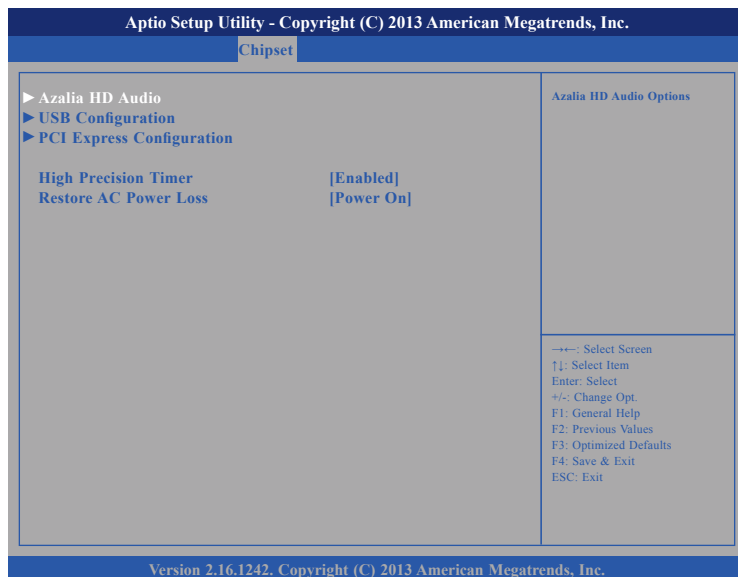 Aptio Setup Utility - Copyright (C) 2013 American Megatrends, Inc.
Chipset
►Azalia HD Audio
►USB Configuration
►PCI Express Configuration
High Precision Timer [Enabled]
Restore AC Power Loss [Power On]
Azalia HD Audio Options
→←: Select Screen
↑↓: Select Item
Enter: Select
+/-: Change Opt.
F1: General Help
F2: Previous Values
F3: Optimized Defaults
F4: Save & Exit
ESC: Exit
Version 2.16.1242. Copyright (C) 2013 American Megatrends, Inc.